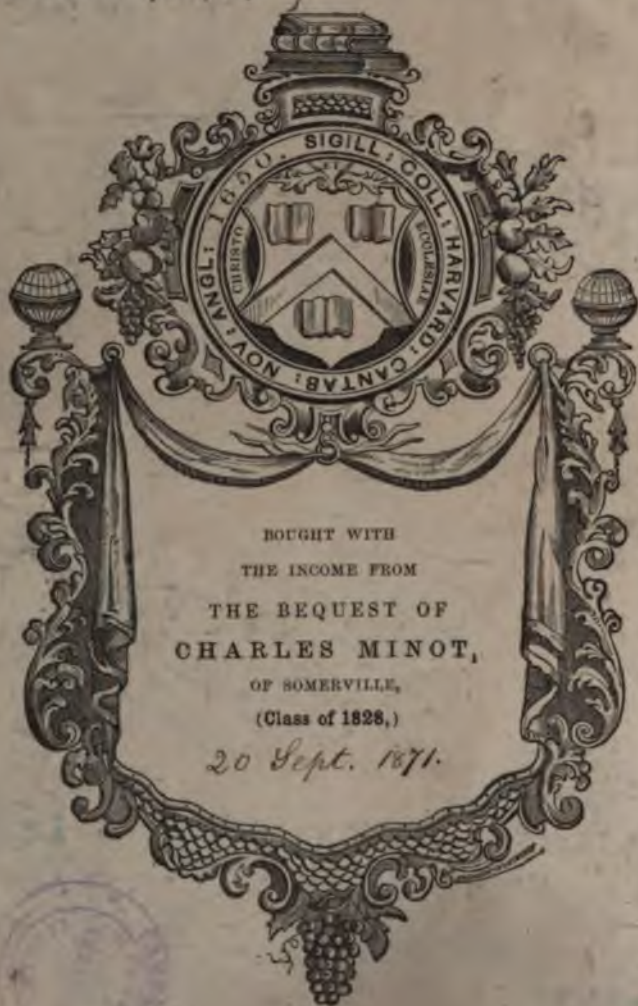 SIGILL: COLL: HARVARD: CANTAB: NOV: ANGL: 1650.
CHRISTO
ET
ECCLESIAE
BOUGHT WITH
THE INCOME FROM
THE BEQUEST OF
CHARLES MINOT,
OF SOMERVILLE,
(Class of 1828,)
20 Sept. 1871.